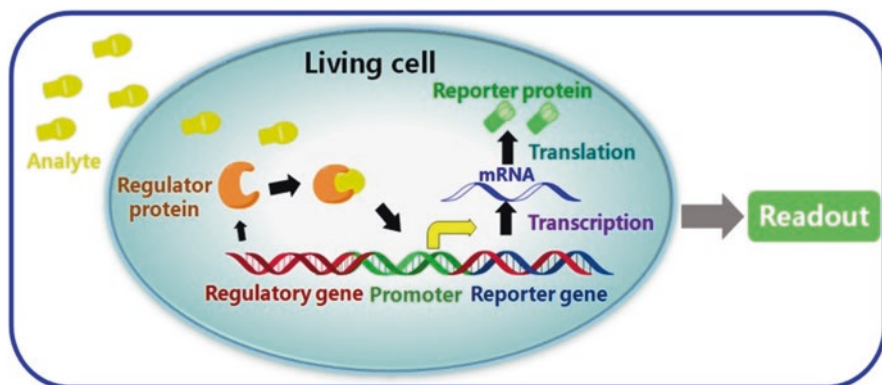 Living cell
Reporter protein
Analyte
Translation
mRNA
Regulator
protein
Transcription
Readout
Regulatory gene Promoter Reporter gene